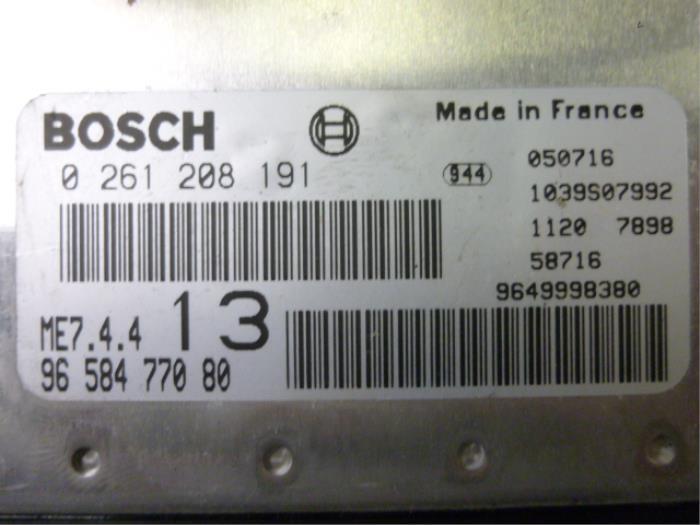 BOSCH
Made in France
0 261 208 191
944
050716
1039S07992
1120 7898
58716
9649998380
ME7.4.4
13
96 584 770 80